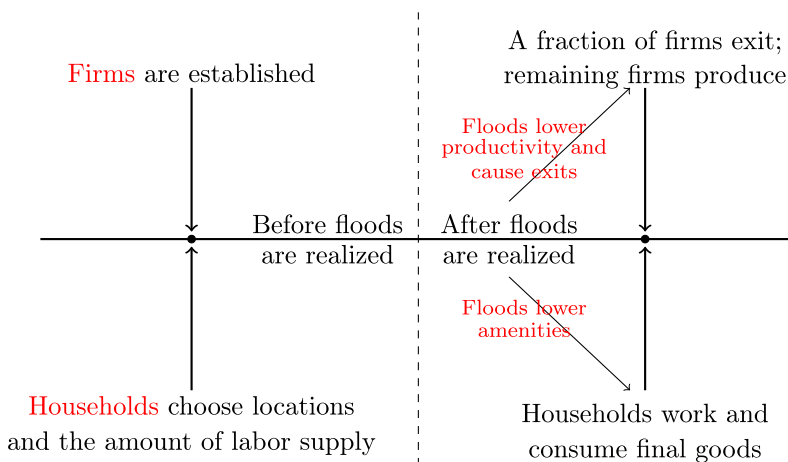 Firms are established
A fraction of firms exit;
remaining firms produce
Floods lower
productivity and
cause exits
Before floods
are realized
After floods
are realized
Floods lower
amenities
Households choose locations
and the amount of labor supply
Households work and
consume final goods